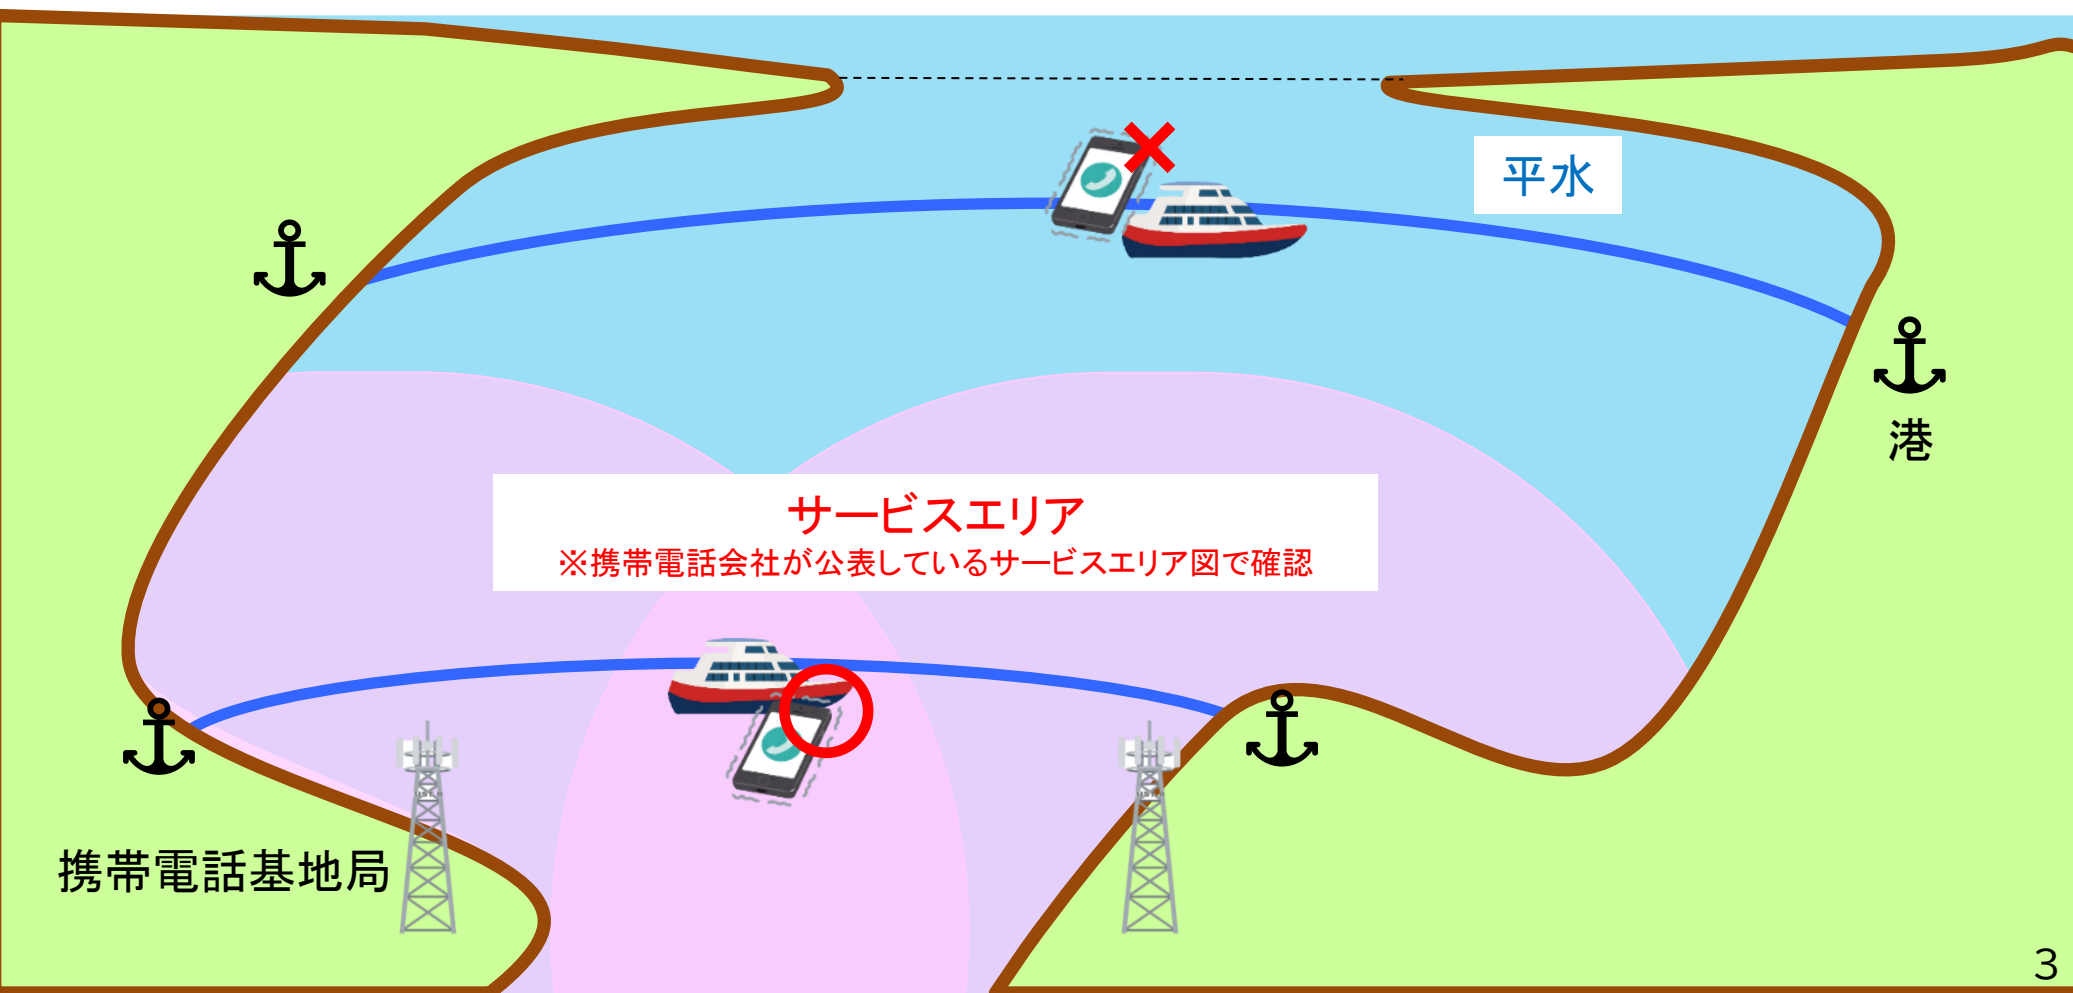 平水
港
サービスエリア
※携帯電話会社が公表しているサービスエリア図で確認
携帯電話基地局
3